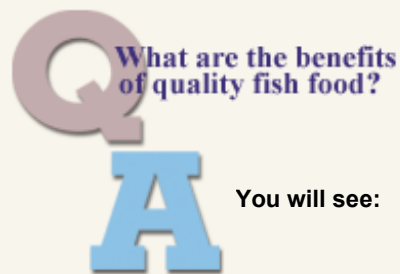 Q
What are the benefits
of quality fish food?
A
You will see: